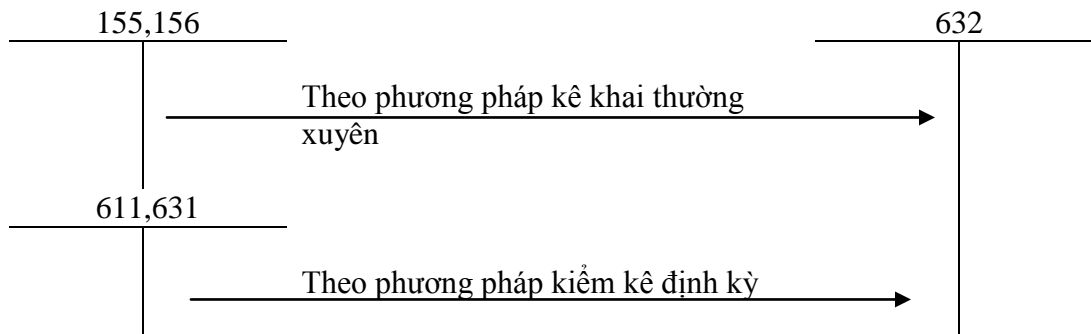 155,156
632
Theo phương pháp kê khai thường
xuyên
611,631
Theo phương pháp kiểm kê định kỳ